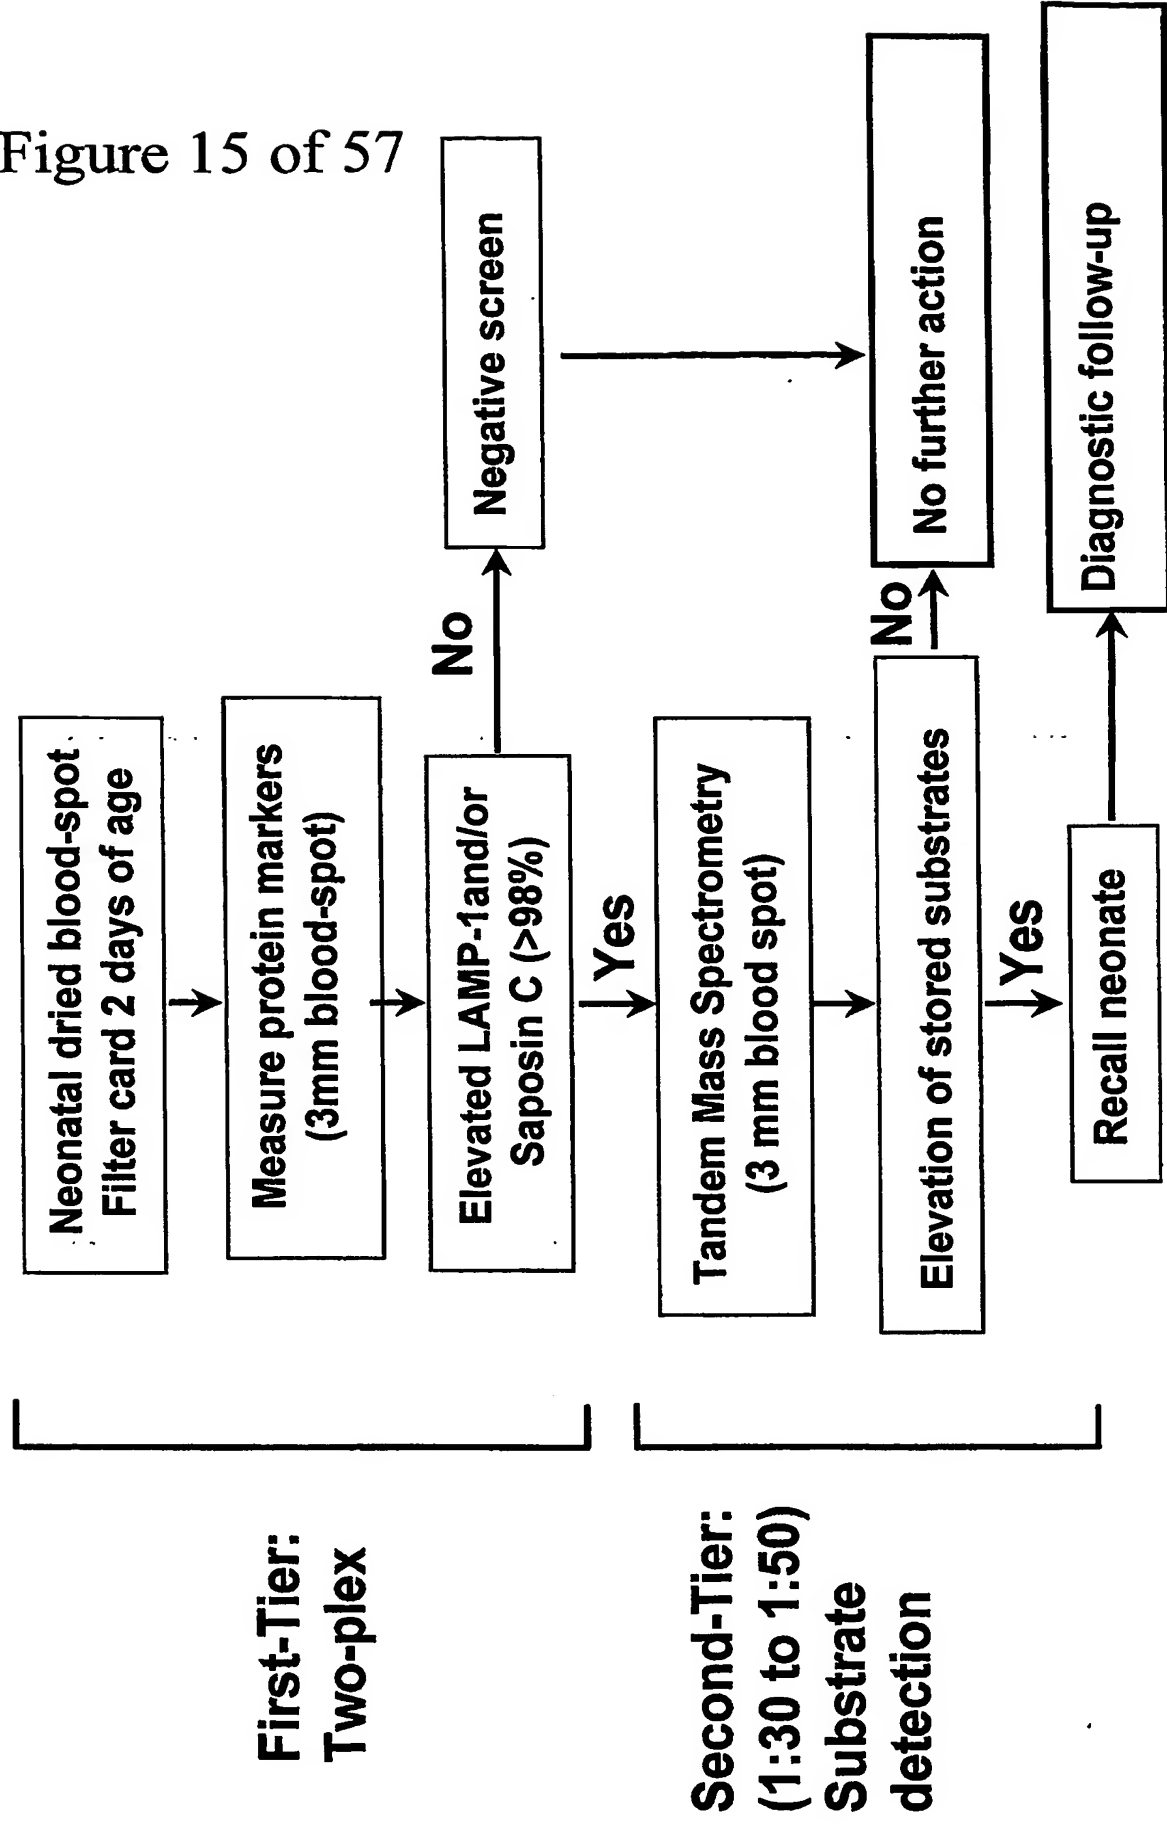 Figure 15 of 57
First-Tier:
Two-plex
Neonatal dried blood-spot
Filter card 2 days of age
Measure protein markers
(3mm blood-spot)
Elevated LAMP-1and/or
Saposin C (>98%)
No
Negative screen
Yes
Second-Tier:
(1:30 to 1:50)
Substrate
detection
Tandem Mass Spectrometry
(3 mm blood spot)
Elevation of stored substrates
No
No further action
Yes
Recall neonate
Diagnostic follow-up